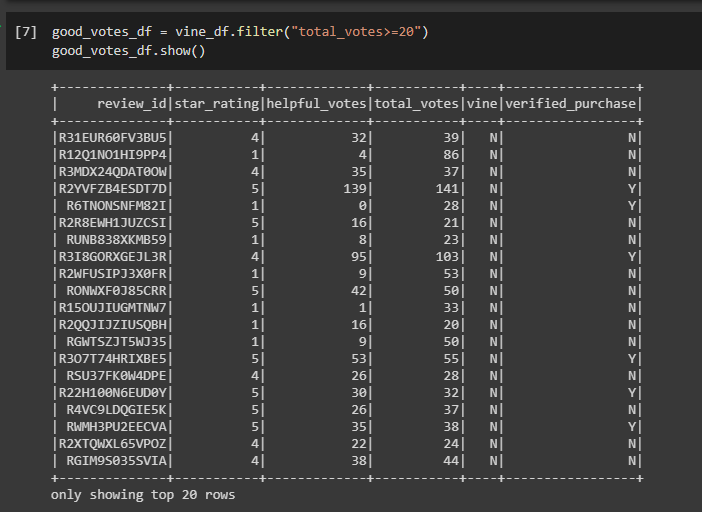 [7] good_votes_df = vine_df.filter("total_votes>=20")
good_votes_df.show()
+--------------+-----------+-------------+-----------+----+-----------------+
|     review_id|star_rating|helpful_votes|total_votes|vine|verified_purchase|
+--------------+-----------+-------------+-----------+----+-----------------+
|R31EUR60FV3BU5|          4|           32|         39|   N|                N|
|R12Q1NO1HI9PP4|          1|            4|         86|   N|                N|
|R3MDX24QDAT0OW|          4|           35|         37|   N|                N|
|R2YVFZB4ESDT7D|          5|          139|        141|   N|                Y|
| R6TNONSNFM82I|          1|            0|         28|   N|                Y|
|R2R8EWH1JUZCSI|          5|           16|         21|   N|                N|
| RUNB838XKMB59|          1|            8|         23|   N|                N|
|R3I8GORXGEJL3R|          4|           95|        103|   N|                Y|
|R2WFUSIPJ3X0FR|          1|            9|         53|   N|                N|
| RONWXF0J85CRR|          5|           42|         50|   N|                N|
|R15OUJIUGMTNW7|          1|            1|         33|   N|                N|
|R2QQJIJZIUSQBH|          1|           16|         20|   N|                N|
| RGWTSZJT5WJ35|          1|            9|         50|   N|                N|
|R3O7T74HRIXBE5|          5|           53|         55|   N|                Y|
| RSU37FK0W4DPE|          4|           26|         28|   N|                N|
|R22H100N6EUD0Y|          5|           30|         32|   N|                Y|
| R4VC9LDQGIE5K|          5|           26|         37|   N|                N|
| RWMH3PU2EECVA|          5|           35|         38|   N|                Y|
|R2XTQWXL65VPOZ|          4|           22|         24|   N|                N|
| RGIM9S035SVIA|          4|           38|         44|   N|                N|
+--------------+-----------+-------------+-----------+----+-----------------+
only showing top 20 rows